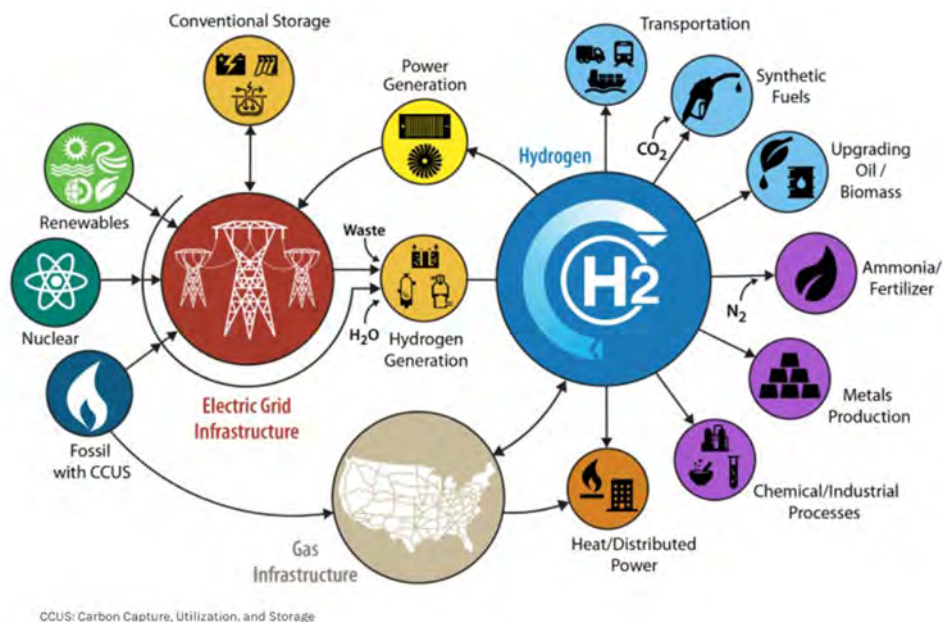 Conventional Storage
Transportation
Power
Generation
Synthetic
Fuels
Hydrogen
CO2
Upgrading
Oil /
Biomass
Renewables
Waste
H2
Ammonia/
Fertilizer
N2
Nuclear
H2O
Hydrogen
Generation
Electric Grid
Infrastructure
Metals
Production
Fossil
with CCUS
Chemical/Industrial
Processes
Gas
Infrastructure
Heat/Distributed
Power
CCUS: Carbon Capture, Utilization, and Storage